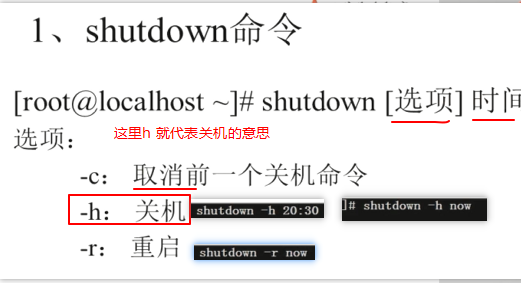 1、shutdown命令
[root@localhost ~]# shutdown [选项] 时间
选项：
这里h 就代表关机的意思
-c： 取消前一个关机命令
-h： 关机 shutdown -h 20:30 ]# shutdown -h now
-r： 重启 shutdown -r now